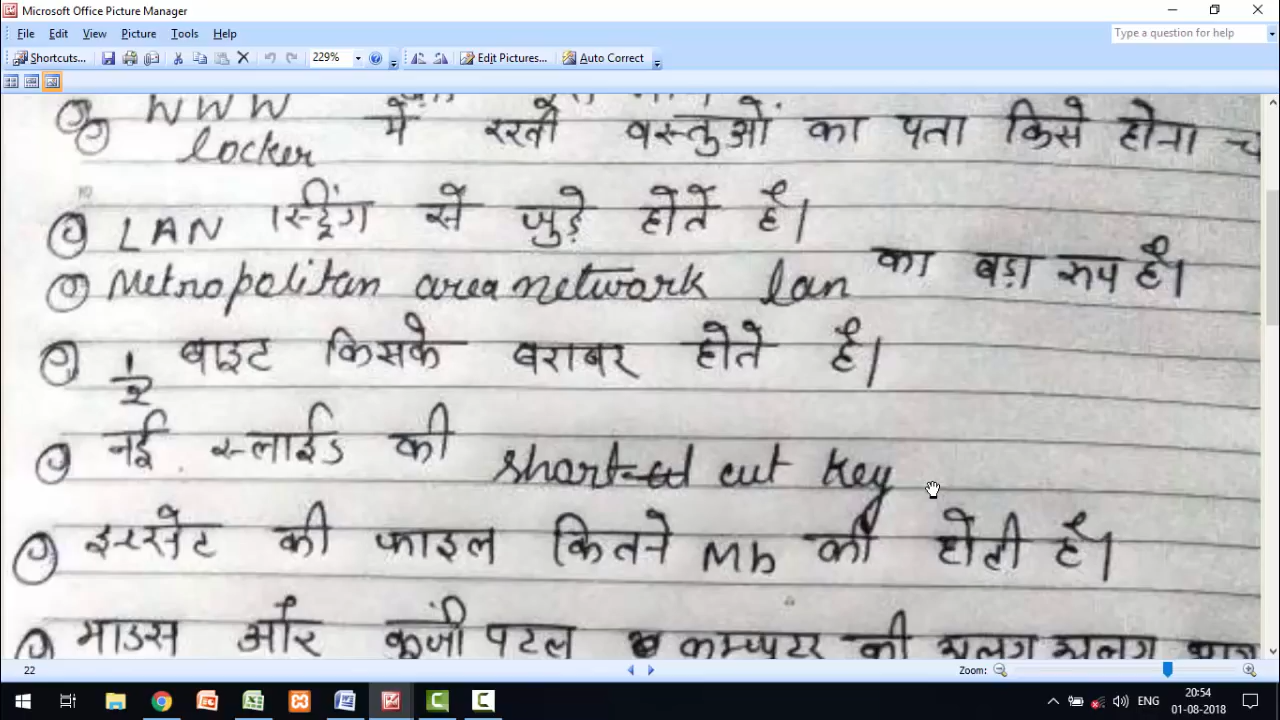 Microsoft Office Picture Manager
File Edit View Picture Tools Help
Type a question for help
Shortcuts... 229% Edit Pictures... Auto Correct
WWW
locker में रखी वस्तुओं का पता किसे होना
LAN स्ट्रिंग से जुड़े होते है।
Metropolitan area network lan का बड़ा रूप है।
1/2 बाइट किसके बराबर होते है।
नई स्लाईड की short cut key
इन्सेट की फाइल कितने Mb की होती है।
माउस और कूंजी पटल कम्प्यूटर की अलग अलग
22
Zoom:
ENG
20:54
01-08-2018